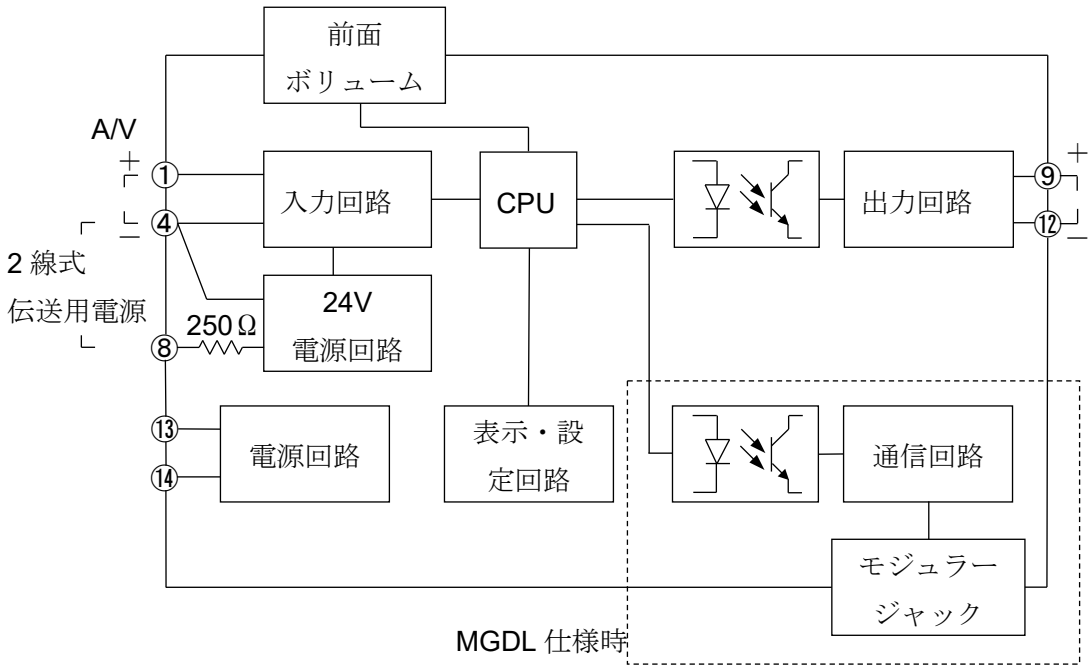 前面
ボリューム
A/V
+
①
入力回路
CPU
出力回路
⑨
+
④
−
⑫
−
2 線式
伝送用電源
24V
電源回路
250Ω
⑧
⑬
⑭
電源回路
表示・設
定回路
通信回路
モジュラー
ジャック
MGDL 仕様時